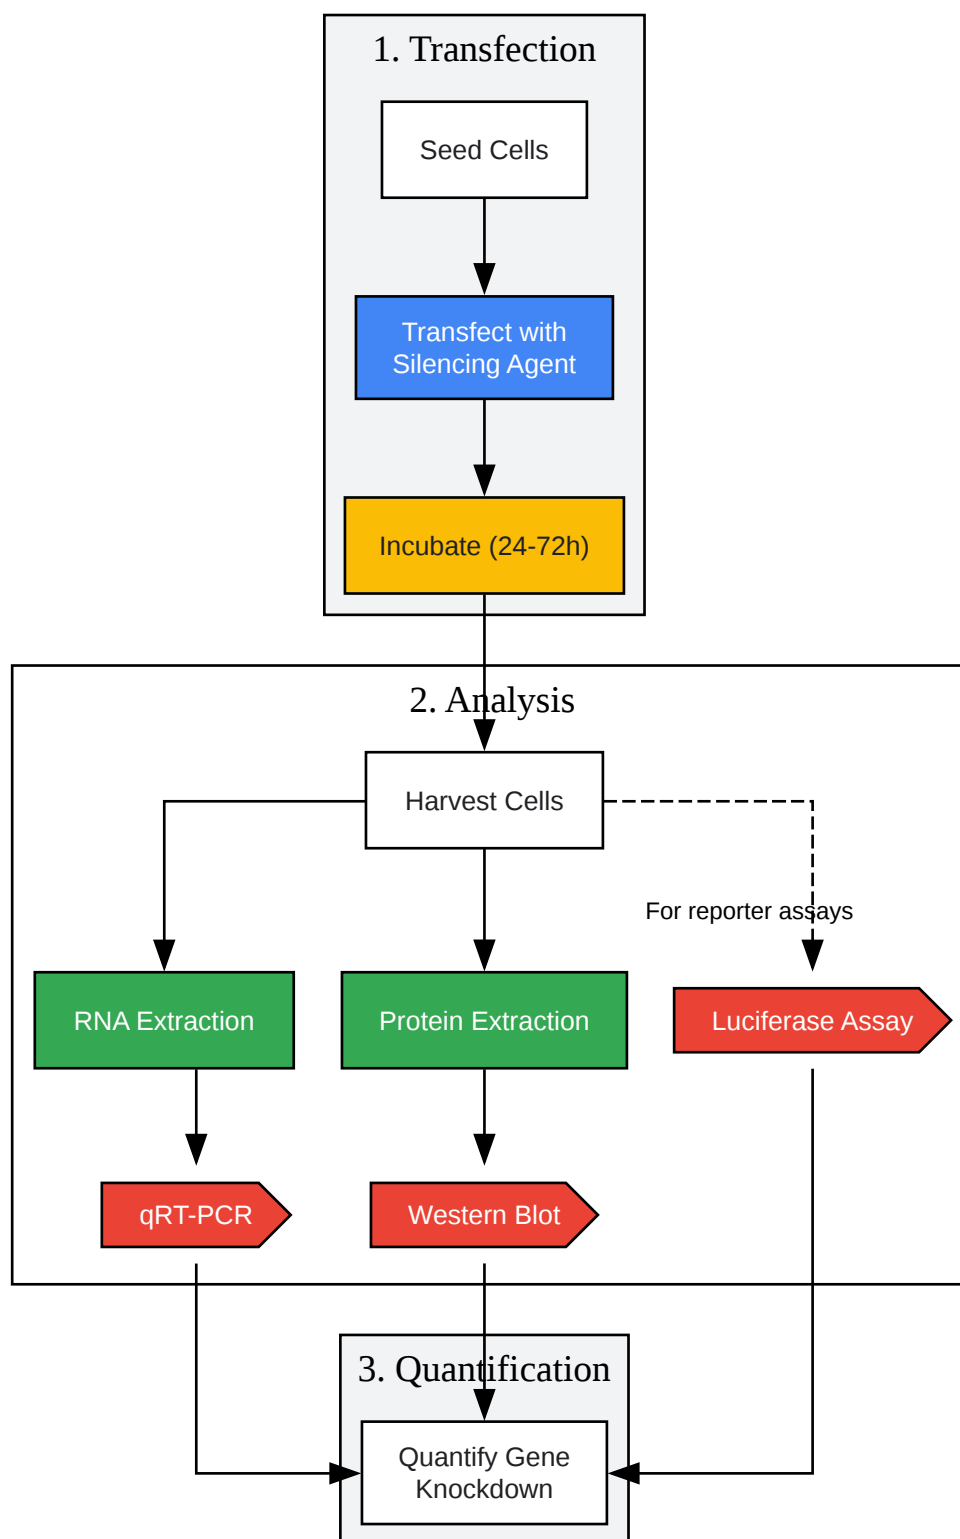 1. Transfection
Seed Cells
Transfect with
Silencing Agent
Incubate (24-72h)
2. Analysis
Harvest Cells
For reporter assays
RNA Extraction
Protein Extraction
Luciferase Assay
qRT-PCR
Western Blot
3. Quantification
Quantify Gene
Knockdown